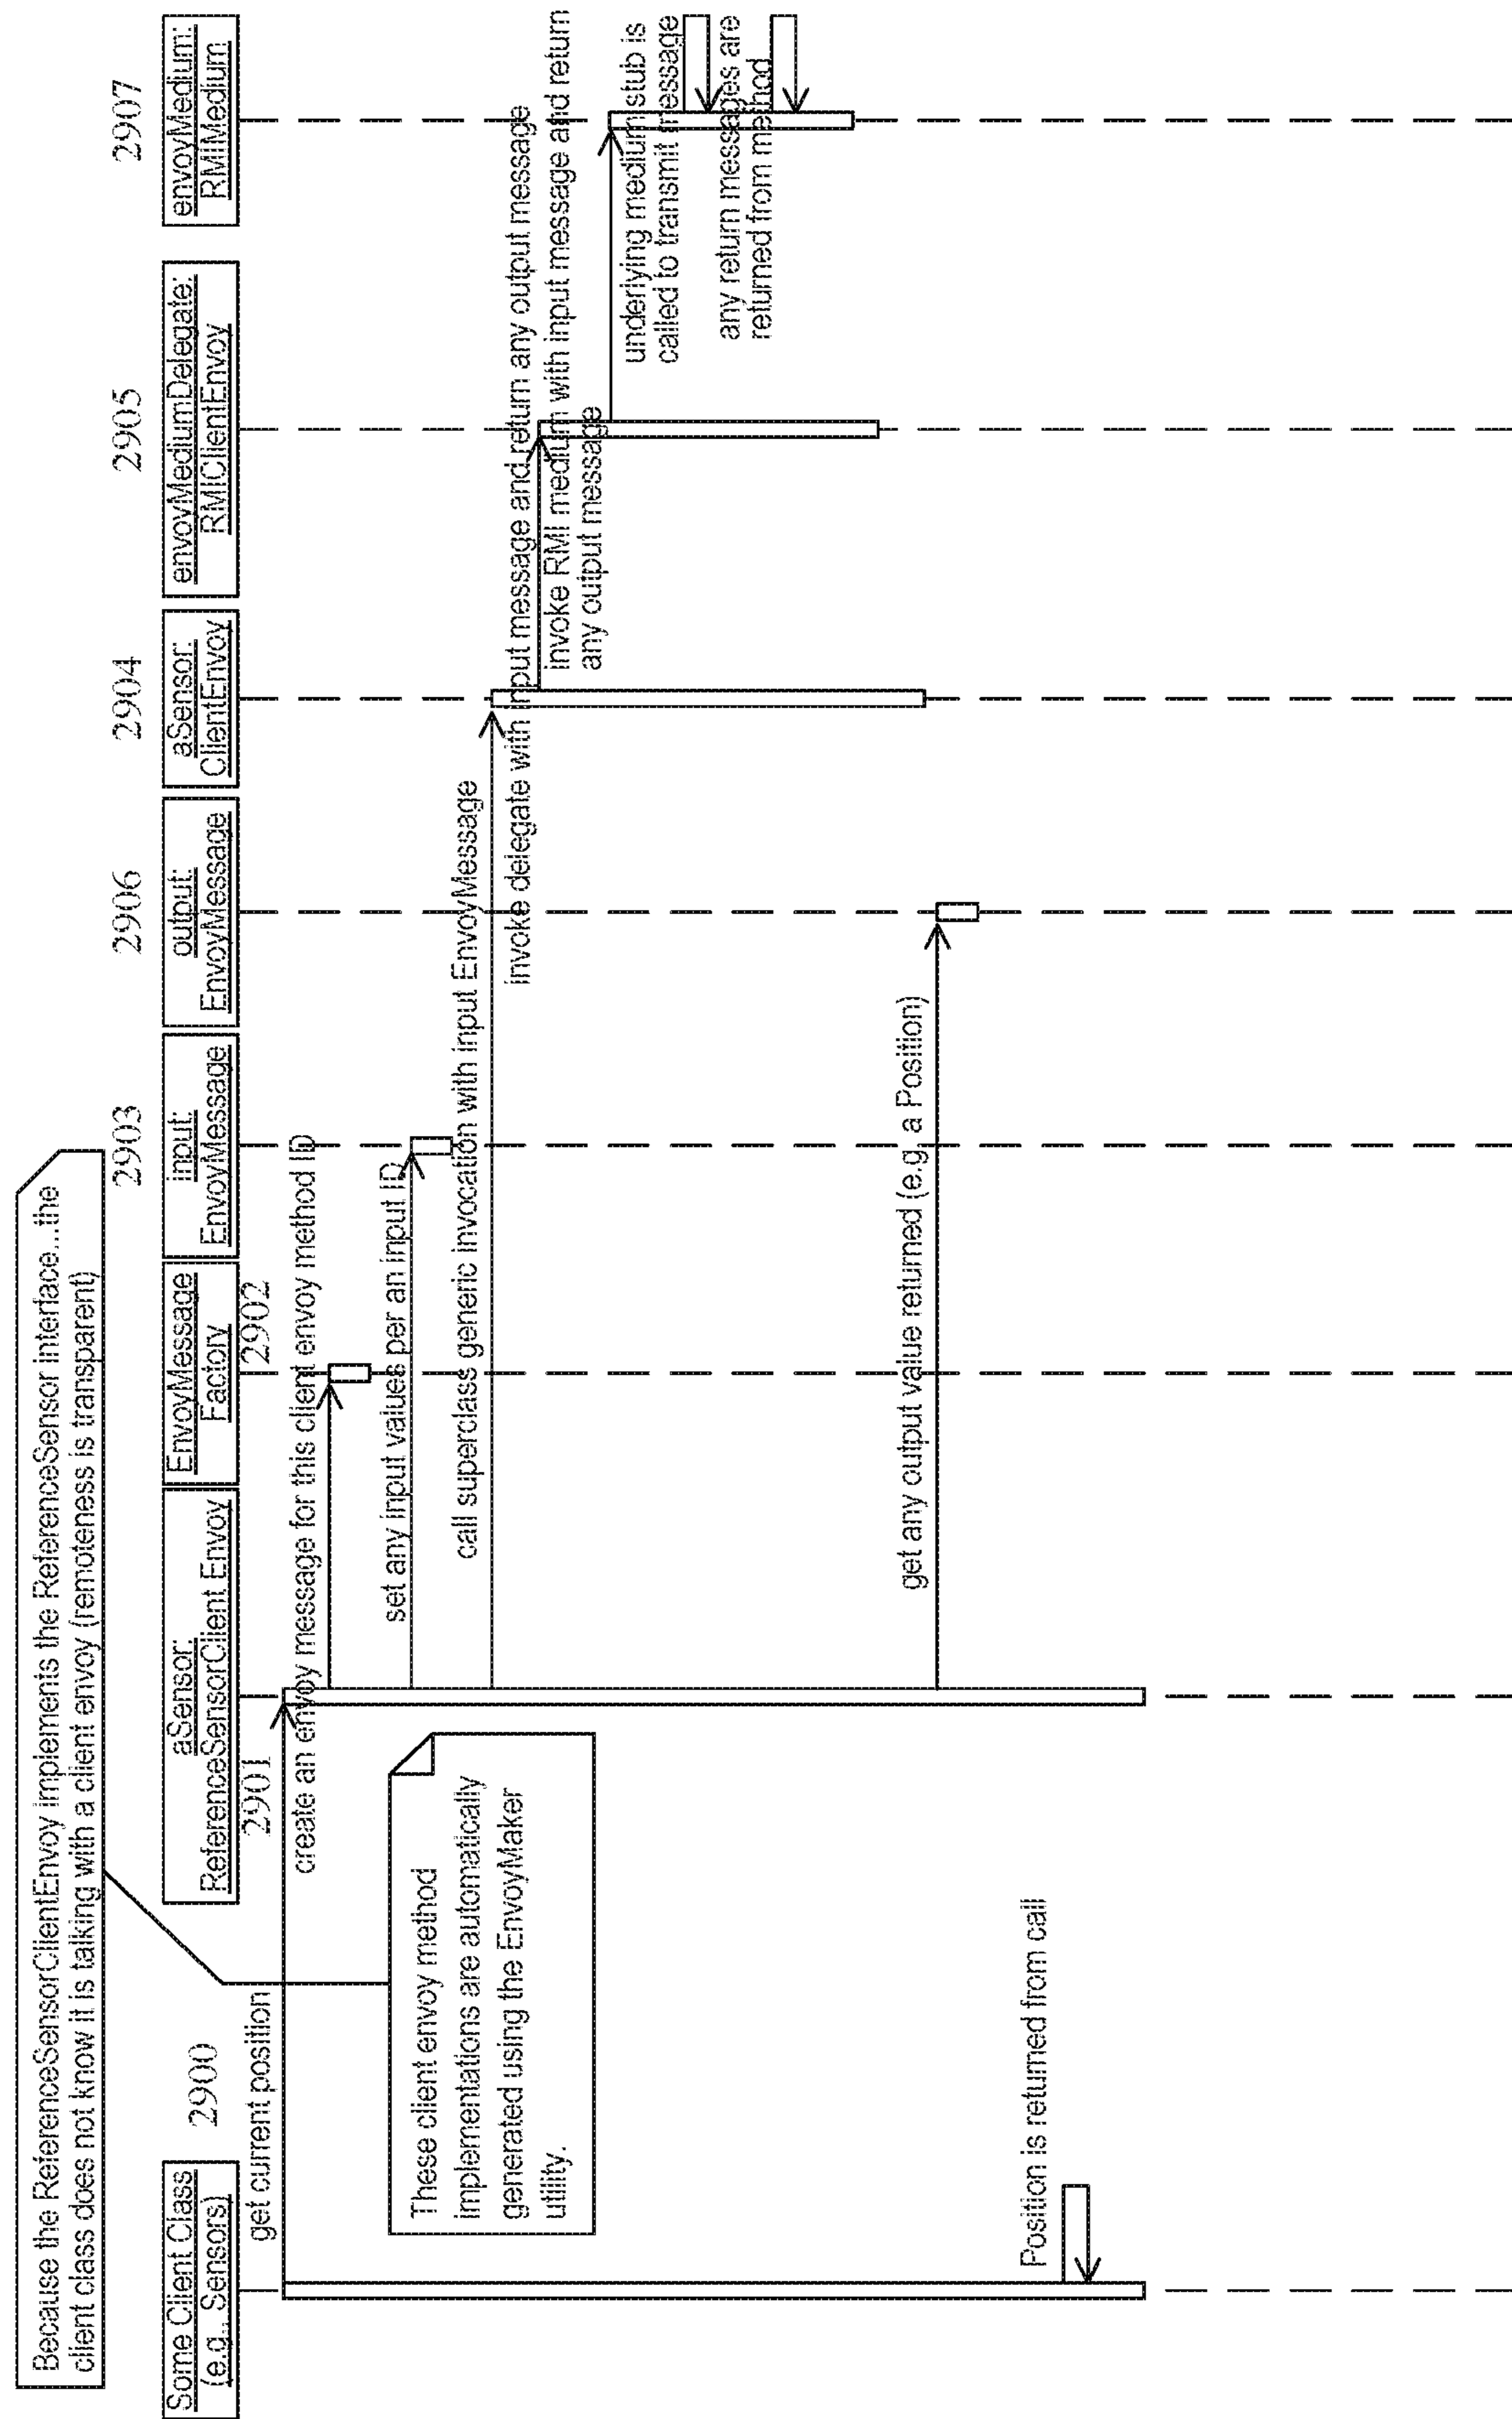 Because the ReferenceSensorClientEnvoy implements the ReferenceSensor interface...the
client class does not know it is talking with a client envoy (remoteness is transparent)
2900
2903
2906
2904
2905
2907
Some Client Class
(e.g., Sensors)
aSensor:
ReferenceSensorClient Envoy
EnvoyMessage
Factory
input:
EnvoyMessage
output:
EnvoyMessage
aSensor:
ClientEnvoy
envoyMediumDelegate:
RMIClientEnvoy
envoyMedium:
RMIMedium
2901
2902
get current position
create an envoy message for this client envoy method ID
set any input values per an input ID
call superclass generic invocation with input EnvoyMessage
invoke delegate with input message and return any output message
invoke RMI medium with input message and return
any output message
underlying medium stub is
called to transmit message
any return messages are
returned from method
These client envoy method
implementations are automatically
generated using the EnvoyMaker
utility.
get any output value returned (e.g. a Position)
Position is returned from call